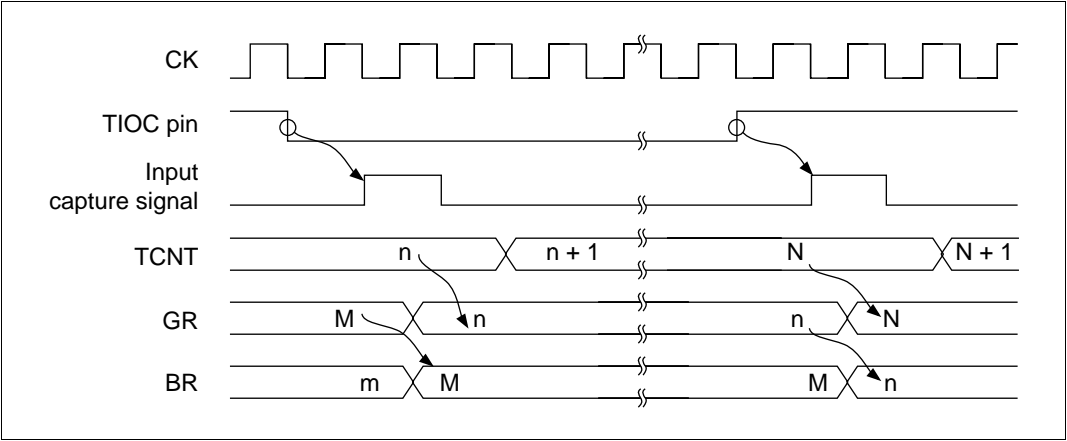 CK
TIOC pin
Input
capture signal
TCNT n n + 1 N N + 1
GR M n n N
BR m M M n